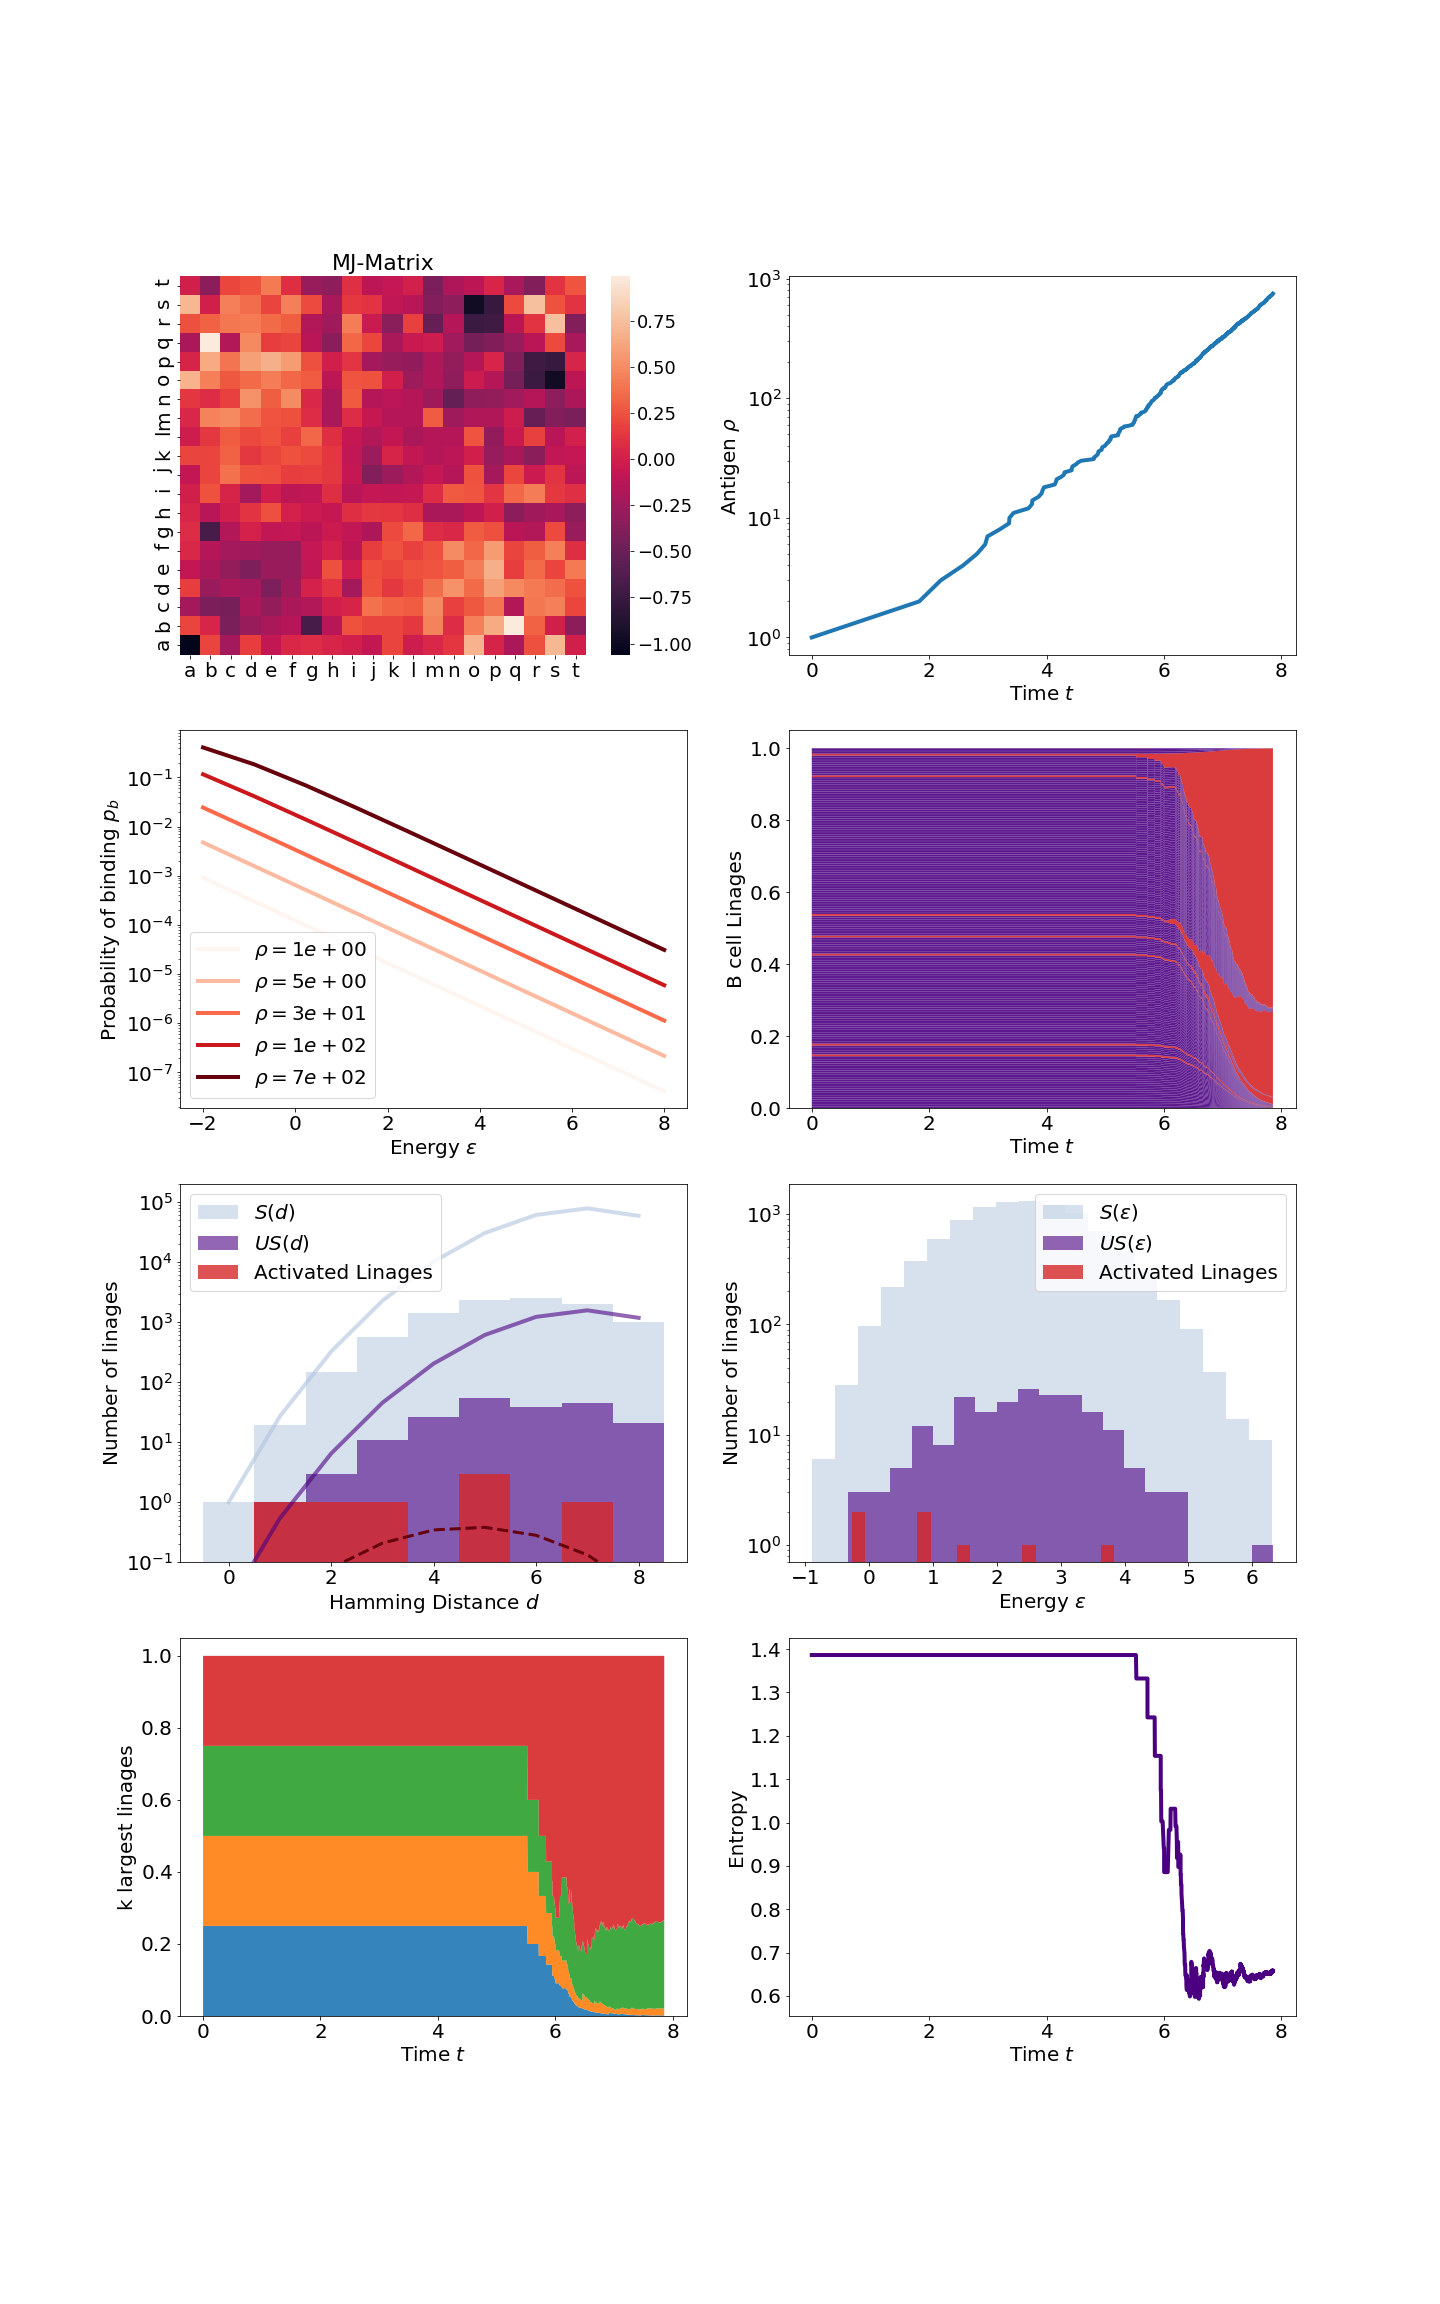 MJ-Matrix
t
s
r
q
p
o
n
m
l
k
j
i
h
g
f
e
d
c
b
a
a b c d e f g h i j k l m n o p q r s t
0.75
0.50
0.25
0.00
−0.25
−0.50
−0.75
−1.00
Antigen ρ
10³
10²
10¹
10⁰
0 2 4 6 8
Time t
Probability of binding p_b
10⁻¹
10⁻²
10⁻³
10⁻⁴
10⁻⁵
10⁻⁶
10⁻⁷
ρ = 1e + 00
ρ = 5e + 00
ρ = 3e + 01
ρ = 1e + 02
ρ = 7e + 02
−2 0 2 4 6 8
Energy ε
B cell Linages
1.0
0.8
0.6
0.4
0.2
0.0
0 2 4 6 8
Time t
Number of linages
10⁵
10⁴
10³
10²
10¹
10⁰
10⁻¹
S(d)
US(d)
Activated Linages
0 2 4 6 8
Hamming Distance d
Number of linages
10³
10²
10¹
10⁰
S(ε)
US(ε)
Activated Linages
−1 0 1 2 3 4 5 6
Energy ε
k largest linages
1.0
0.8
0.6
0.4
0.2
0.0
0 2 4 6 8
Time t
Entropy
1.4
1.3
1.2
1.1
1.0
0.9
0.8
0.7
0.6
0 2 4 6 8
Time t